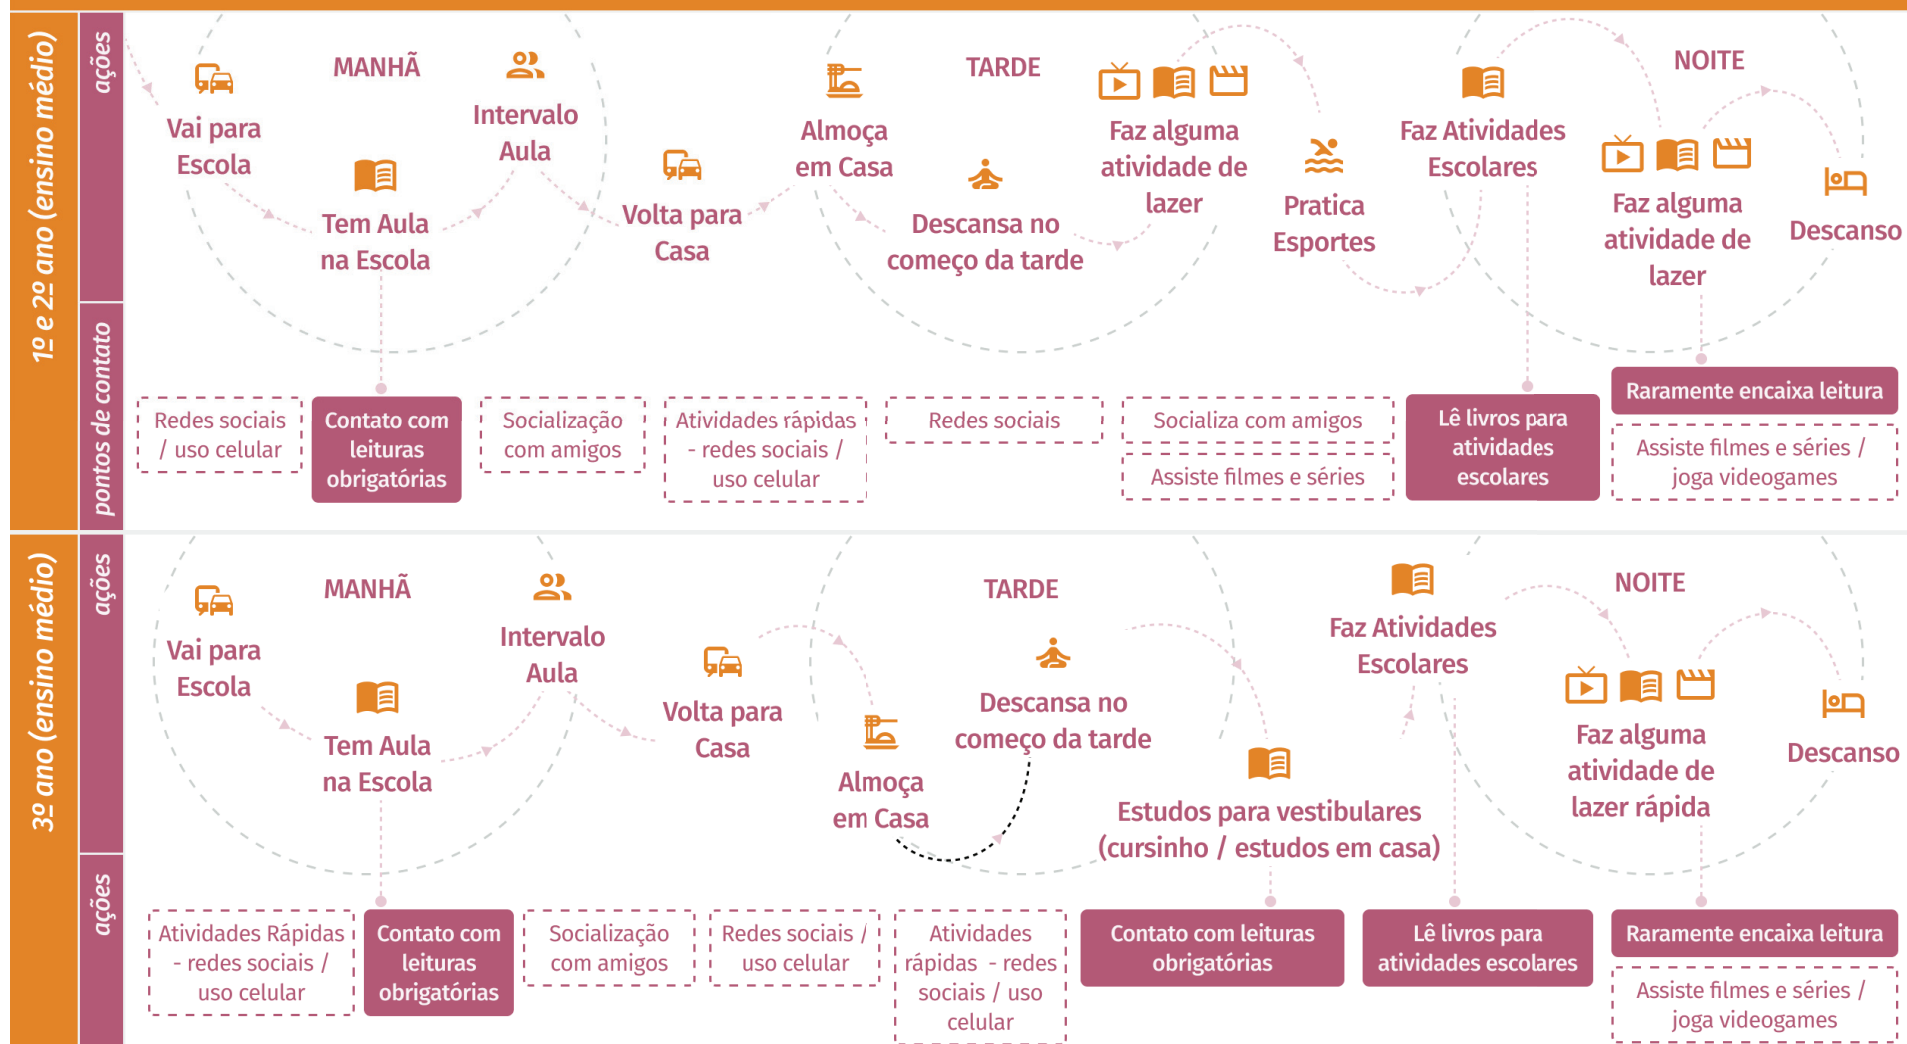 1º e 2º ano (ensino médio)
ações
MANHÃ
Vai para
Escola
Tem Aula
na Escola
Intervalo
Aula
Volta para
Casa
TARDE
Almoça
em Casa
Descansa no
começo da tarde
Faz alguma
atividade de
lazer
Pratica
Esportes
NOITE
Faz Atividades
Escolares
Faz alguma
atividade de
lazer
Descanso
pontos de contato
Redes sociais
/ uso celular
Contato com
leituras
obrigatórias
Socialização
com amigos
Atividades rápidas
- redes sociais /
uso celular
Redes sociais
Socializa com amigos
Assiste filmes e séries
Lê livros para
atividades
escolares
Raramente encaixa leitura
Assiste filmes e séries /
joga videogames
3º ano (ensino médio)
ações
MANHÃ
Vai para
Escola
Tem Aula
na Escola
Intervalo
Aula
Volta para
Casa
TARDE
Almoça
em Casa
Descansa no
começo da tarde
Estudos para vestibulares
(cursinho / estudos em casa)
Faz Atividades
Escolares
NOITE
Faz alguma
atividade de
lazer rápida
Descanso
ações
Atividades Rápidas
- redes sociais /
uso celular
Contato com
leituras
obrigatórias
Socialização
com amigos
Redes sociais /
uso celular
Atividades
rápidas - redes
sociais / uso
celular
Contato com leituras
obrigatórias
Lê livros para
atividades escolares
Raramente encaixa leitura
Assiste filmes e séries /
joga videogames